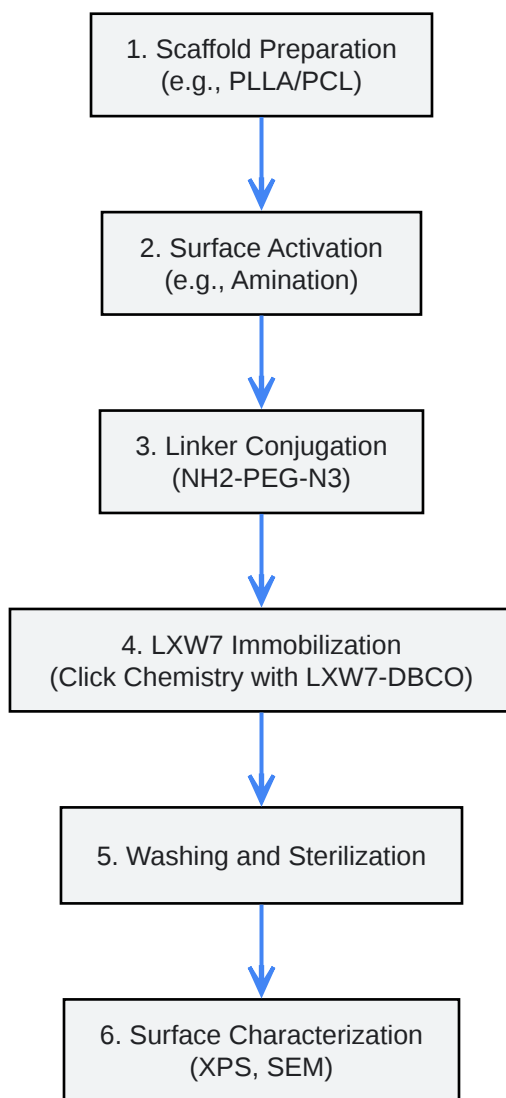 1. Scaffold Preparation
(e.g., PLLA/PCL)
2. Surface Activation
(e.g., Amination)
3. Linker Conjugation
(NH2-PEG-N3)
4. LXW7 Immobilization
(Click Chemistry with LXW7-DBCO)
5. Washing and Sterilization
6. Surface Characterization
(XPS, SEM)